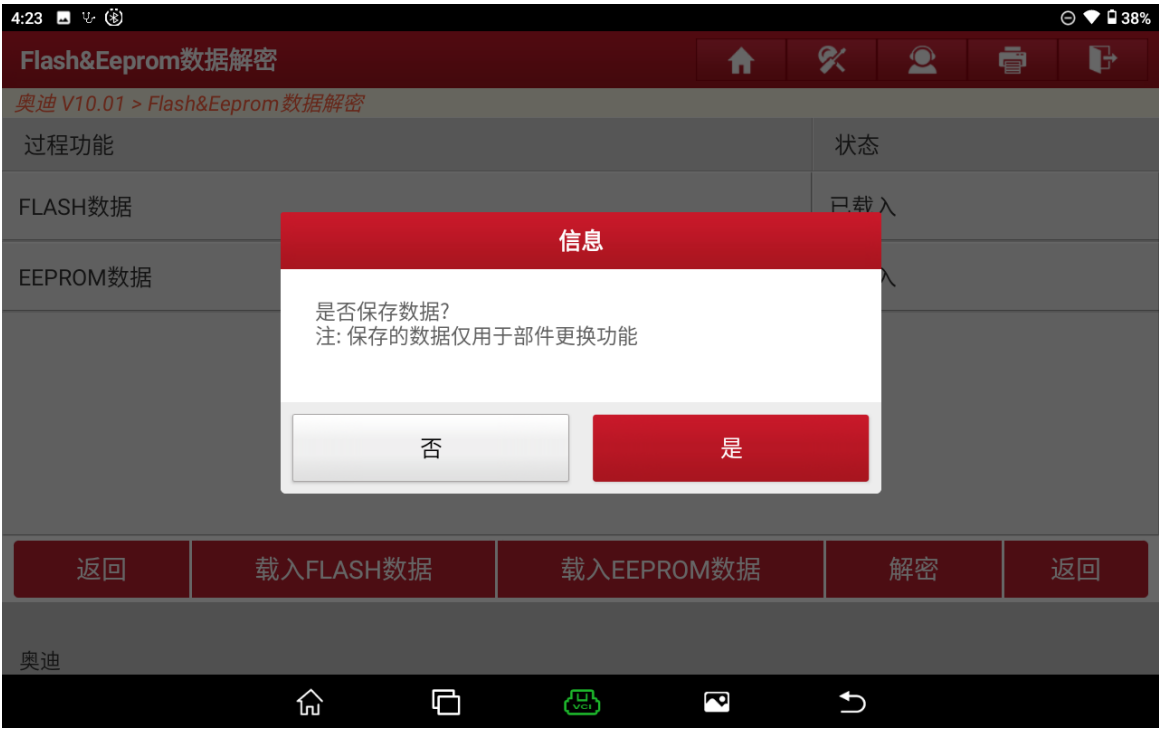 4:23
38%
Flash&Eeprom数据解密
奥迪 V10.01 > Flash&Eeprom数据解密
过程功能 状态
FLASH数据 已载入
EEPROM数据 入
信息
是否保存数据?
注: 保存的数据仅用于部件更换功能
否 是
返回 载入FLASH数据 载入EEPROM数据 解密 返回
奥迪
VCI